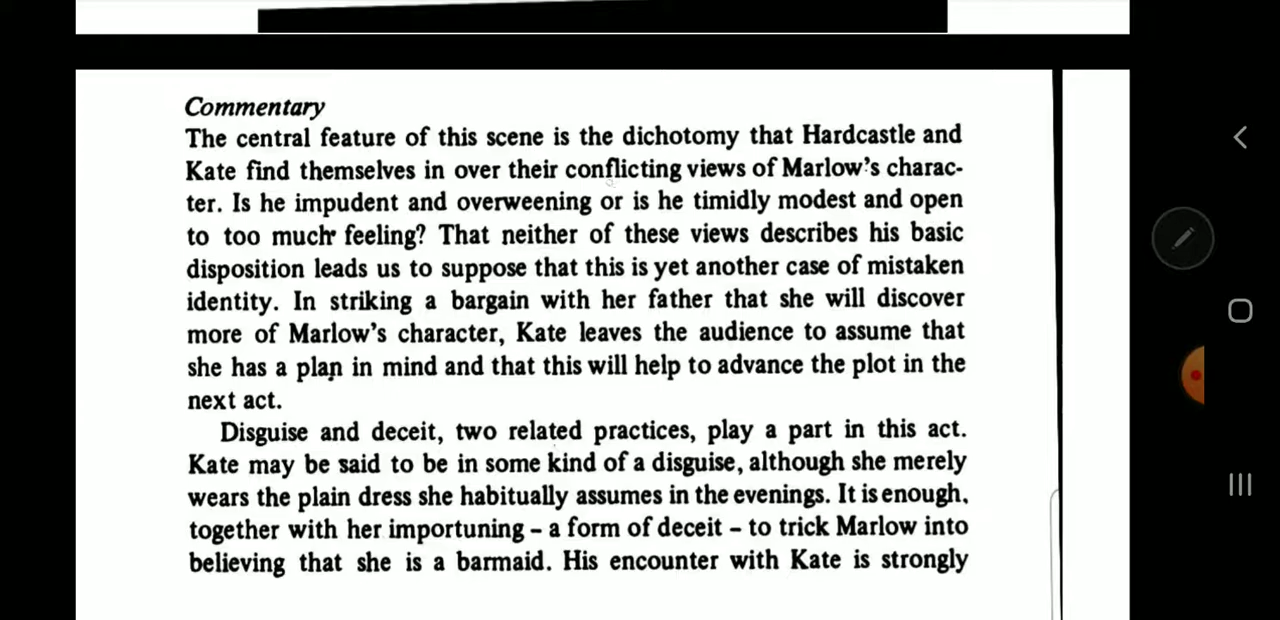 Commentary
The central feature of this scene is the dichotomy that Hardcastle and
Kate find themselves in over their conflicting views of Marlow's charac-
ter. Is he impudent and overweening or is he timidly modest and open
to too much feeling? That neither of these views describes his basic
disposition leads us to suppose that this is yet another case of mistaken
identity. In striking a bargain with her father that she will discover
more of Marlow's character, Kate leaves the audience to assume that
she has a plan in mind and that this will help to advance the plot in the
next act.
Disguise and deceit, two related practices, play a part in this act.
Kate may be said to be in some kind of a disguise, although she merely
wears the plain dress she habitually assumes in the evenings. It is enough,
together with her importuning – a form of deceit – to trick Marlow into
believing that she is a barmaid. His encounter with Kate is strongly